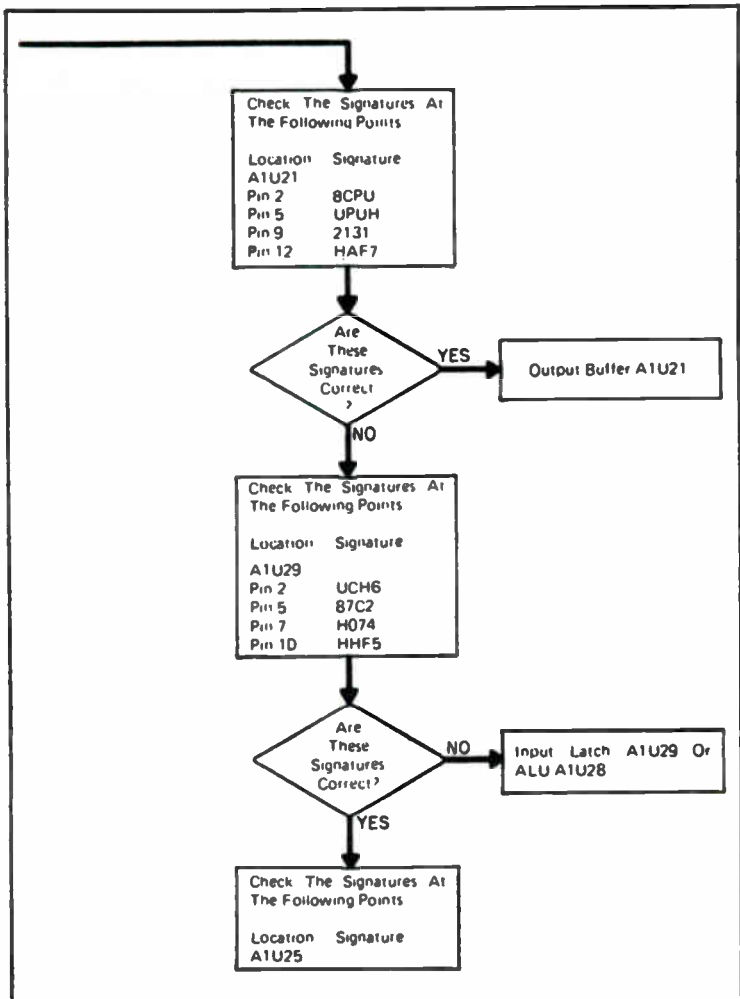 Check The Signatures At
The Following Points
Location Signature
A1U21
Pin 2 8CPU
Pin 5 UPUH
Pin 9 2131
Pin 12 HAF7
Are
These
Signatures
Correct
?
YES
Output Buffer A1U21
NO
Check The Signatures At
The Following Points
Location Signature
A1U29
Pin 2 UCH6
Pin 5 87C2
Pin 7 H074
Pin 1D HHF5
Are
These
Signatures
Correct?
NO
Input Latch A1U29 Or
ALU A1U28
YES
Check The Signatures At
The Following Points
Location Signature
A1U25